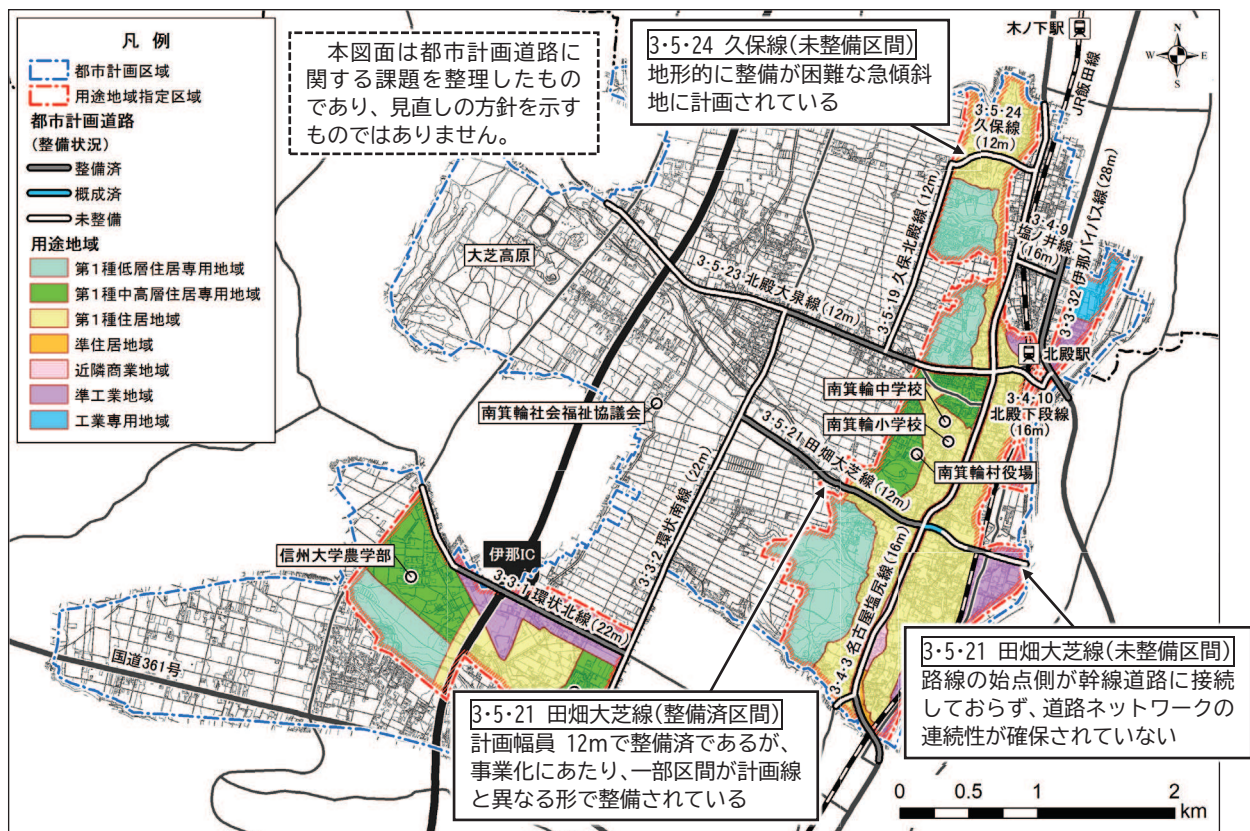 凡 例
都市計画区域
用途地域指定区域
都市計画道路
(整備状況)
整備済
概成済
未整備
用途地域
第1種低層住居専用地域
第1種中高層住居専用地域
第1種住居地域
準住居地域
近隣商業地域
準工業地域
工業専用地域
本図面は都市計画道路に
関する課題を整理したもの
であり、見直しの方針を示す
ものではありません。
3・5・24 久保線(未整備区間)
地形的に整備が困難な急傾斜
地に計画されている
木ノ下駅
N
W
E
S
JR飯田線
3・5・24
久保線
(12m)
3・4・9
塩ノ井線
(16m)
3・3・32 伊那バイパス線(28m)
3・5・19 久保北殿線(12m)
大芝高原
3・5・23 北殿大泉線(12m)
北殿駅
3・4・10
北殿下段線
(16m)
南箕輪中学校
南箕輪小学校
南箕輪村役場
南箕輪社会福祉協議会
3・5・21 田畑大芝線(12m)
3・3・2 環状南線(22m)
信州大学農学部
伊那IC
3・3・1 環状北線(22m)
国道361号
3・4・3 名古屋塩尻線(16m)
3・5・21 田畑大芝線(整備済区間)
計画幅員 12mで整備済であるが、
事業化にあたり、一部区間が計画線
と異なる形で整備されている
3・5・21 田畑大芝線(未整備区間)
路線の始点側が幹線道路に接続
しておらず、道路ネットワークの
連続性が確保されていない
0 0.5 1 2
km